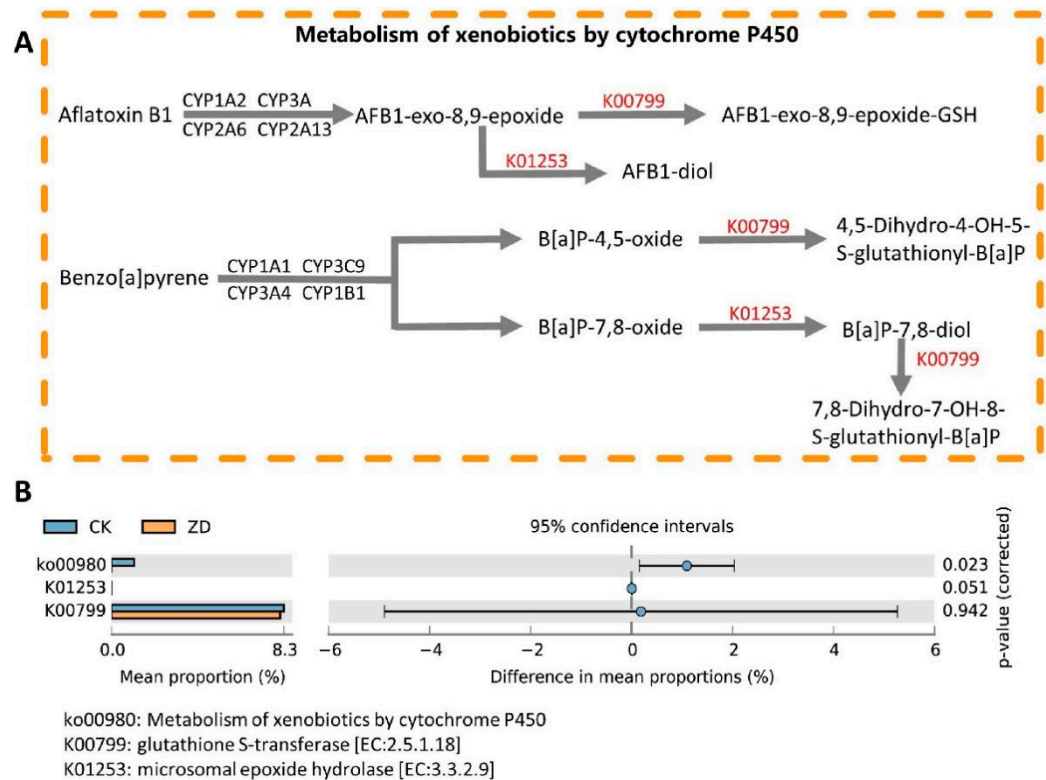 A
Metabolism of xenobiotics by cytochrome P450
Aflatoxin B1
CYP1A2 CYP3A
CYP2A6 CYP2A13
AFB1-exo-8,9-epoxide
K00799
AFB1-exo-8,9-epoxide-GSH
K01253
AFB1-diol
Benzo[a]pyrene
CYP1A1 CYP3C9
CYP3A4 CYP1B1
B[a]P-4,5-oxide
K00799
4,5-Dihydro-4-OH-5-
S-glutathionyl-B[a]P
B[a]P-7,8-oxide
K01253
B[a]P-7,8-diol
K00799
7,8-Dihydro-7-OH-8-
S-glutathionyl-B[a]P
B
CK ZD
95% confidence intervals
ko00980
0.023
K01253
0.051
K00799
0.942
p-value (corrected)
0.0 8.3
−6 −4 −2 0 2 4 6
Mean proportion (%)
Difference in mean proportions (%)
ko00980: Metabolism of xenobiotics by cytochrome P450
K00799: glutathione S-transferase [EC:2.5.1.18]
K01253: microsomal epoxide hydrolase [EC:3.3.2.9]